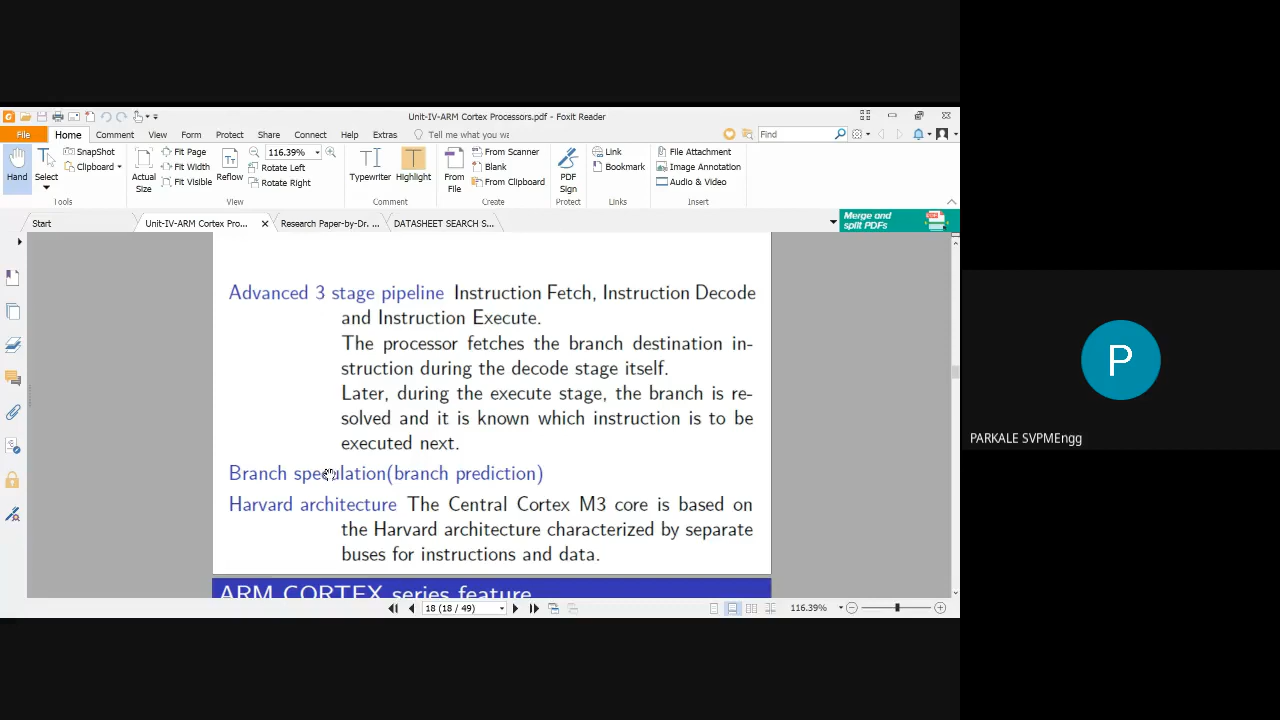 Unit-IV-ARM Cortex Processors.pdf - Foxit Reader
File Home Comment View Form Protect Share Connect Help Extras Tell me what you wa Find
Hand
Select
SnapShot
Clipboard
Tools
Actual Size
Fit Page
Fit Width
Fit Visible
Reflow
116.39%
Rotate Left
Rotate Right
View
Typewriter
Highlight
Comment
From File
From Scanner
Blank
From Clipboard
Create
PDF Sign
Protect
Link
Bookmark
Links
File Attachment
Image Annotation
Audio & Video
Insert
Start Unit-IV-ARM Cortex Pro... Research Paper-by-Dr. ... DATASHEET SEARCH S...
Merge and
split PDFs
Advanced 3 stage pipeline Instruction Fetch, Instruction Decode
and Instruction Execute.
The processor fetches the branch destination in-
struction during the decode stage itself.
Later, during the execute stage, the branch is re-
solved and it is known which instruction is to be
executed next.
Branch speculation(branch prediction)
Harvard architecture The Central Cortex M3 core is based on
the Harvard architecture characterized by separate
buses for instructions and data.
ARM CORTEX series feature
18 (18 / 49) 116.39%
P
PARKALE SVPMEngg